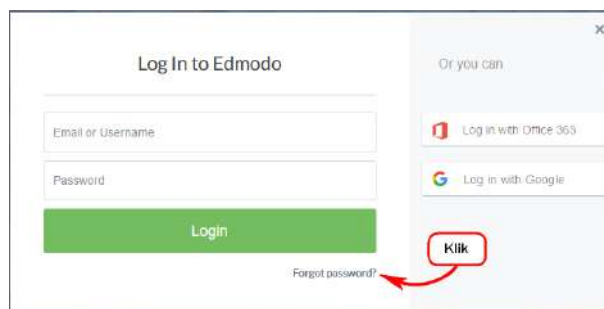 Log In to Edmodo
Email or Username
Password
Login
Forgot password?
Or you can
Log in with Office 365
Log in with Google
Klik